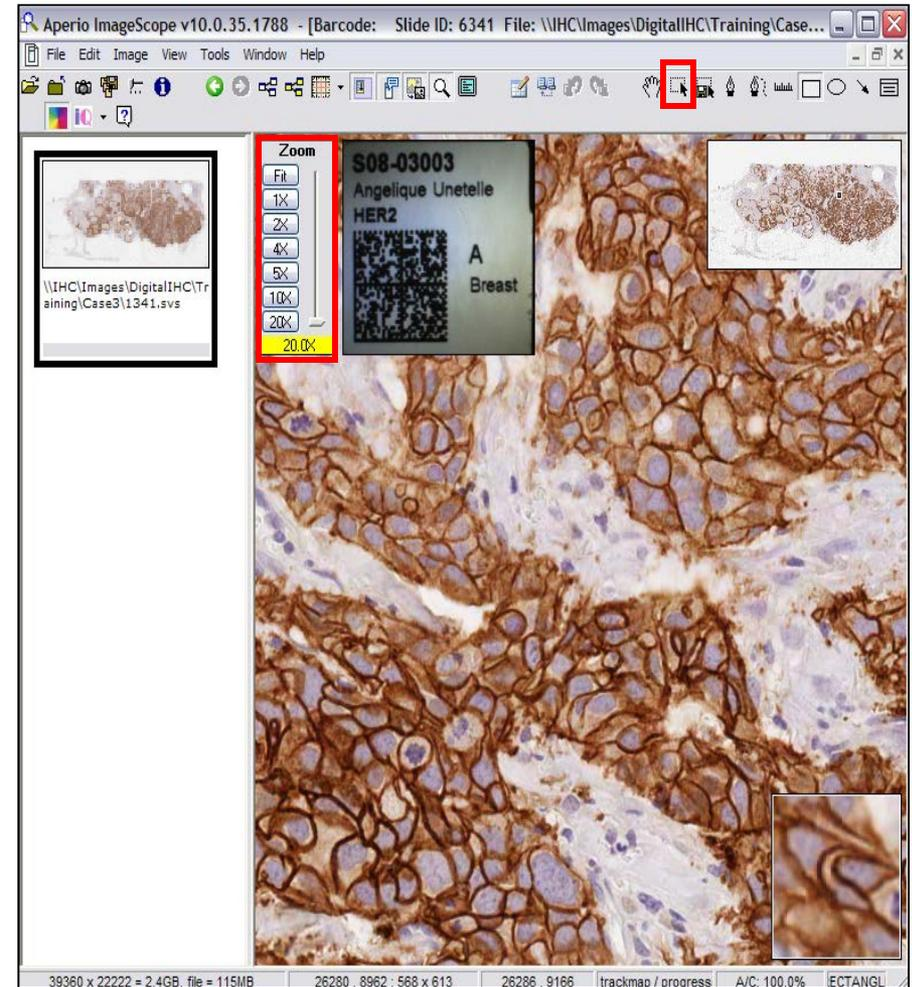 Aperio ImageScope v10.0.35.1788 - [Barcode: Slide ID: 6341 File: \\IHC\Images\DigitalIHC\Training\Case...
File Edit Image View Tools Window Help
iQ
Zoom
Fit
1X
2X
4X
5X
10X
20X
20.0X
S08-03003
Angelique Unetelle
HER2
A
Breast
\\IHC\Images\DigitalIHC\Tr
aining\Case3\1341.svs
39360 x 22222 = 2.4GB, file = 115MB 26280 , 8962 : 568 x 613 26286 , 9166 trackmap / progress A/C: 100.0% ECTANGL